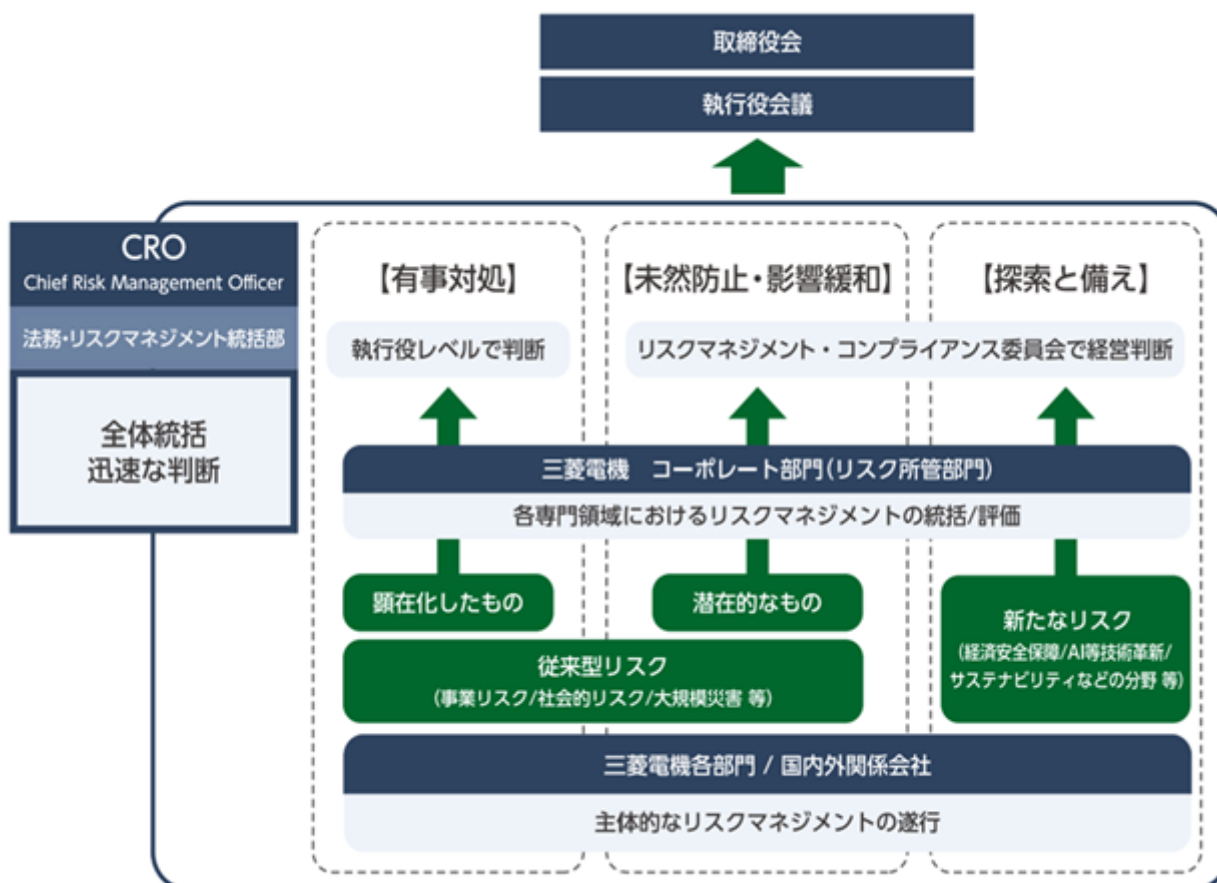 取締役会
執行役会議
CRO
Chief Risk Management Officer
法務・リスクマネジメント統括部
全体統括
迅速な判断
【有事対処】
【未然防止・影響緩和】
【探索と備え】
執行役レベルで判断
リスクマネジメント・コンプライアンス委員会で経営判断
三菱電機　コーポレート部門(リスク所管部門)
各専門領域におけるリスクマネジメントの統括/評価
顕在化したもの
潜在的なもの
従来型リスク
(事業リスク/社会的リスク/大規模災害 等)
新たなリスク
(経済安全保障/AI等技術革新/
サステナビリティなどの分野 等)
三菱電機各部門 / 国内外関係会社
主体的なリスクマネジメントの遂行